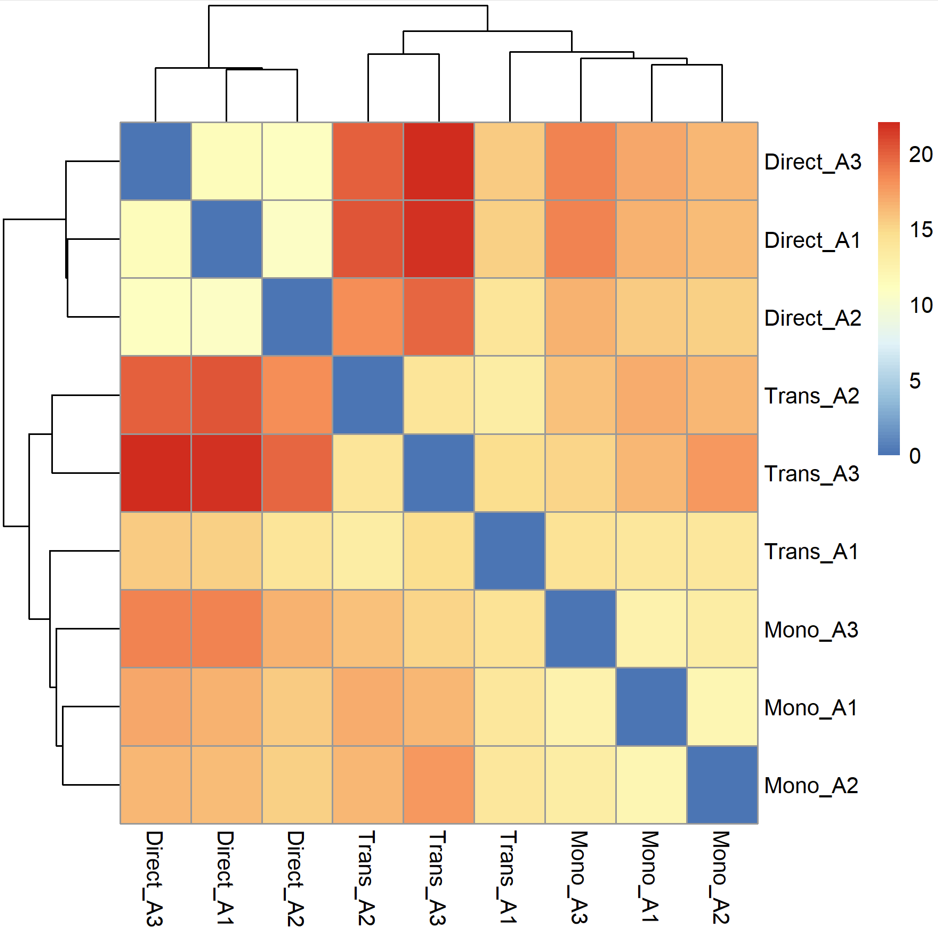 Direct_A3
Direct_A1
Direct_A2
Trans_A2
Trans_A3
Trans_A1
Mono_A3
Mono_A1
Mono_A2
20
15
10
5
0
Direct_A3
Direct_A1
Direct_A2
Trans_A2
Trans_A3
Trans_A1
Mono_A3
Mono_A1
Mono_A2